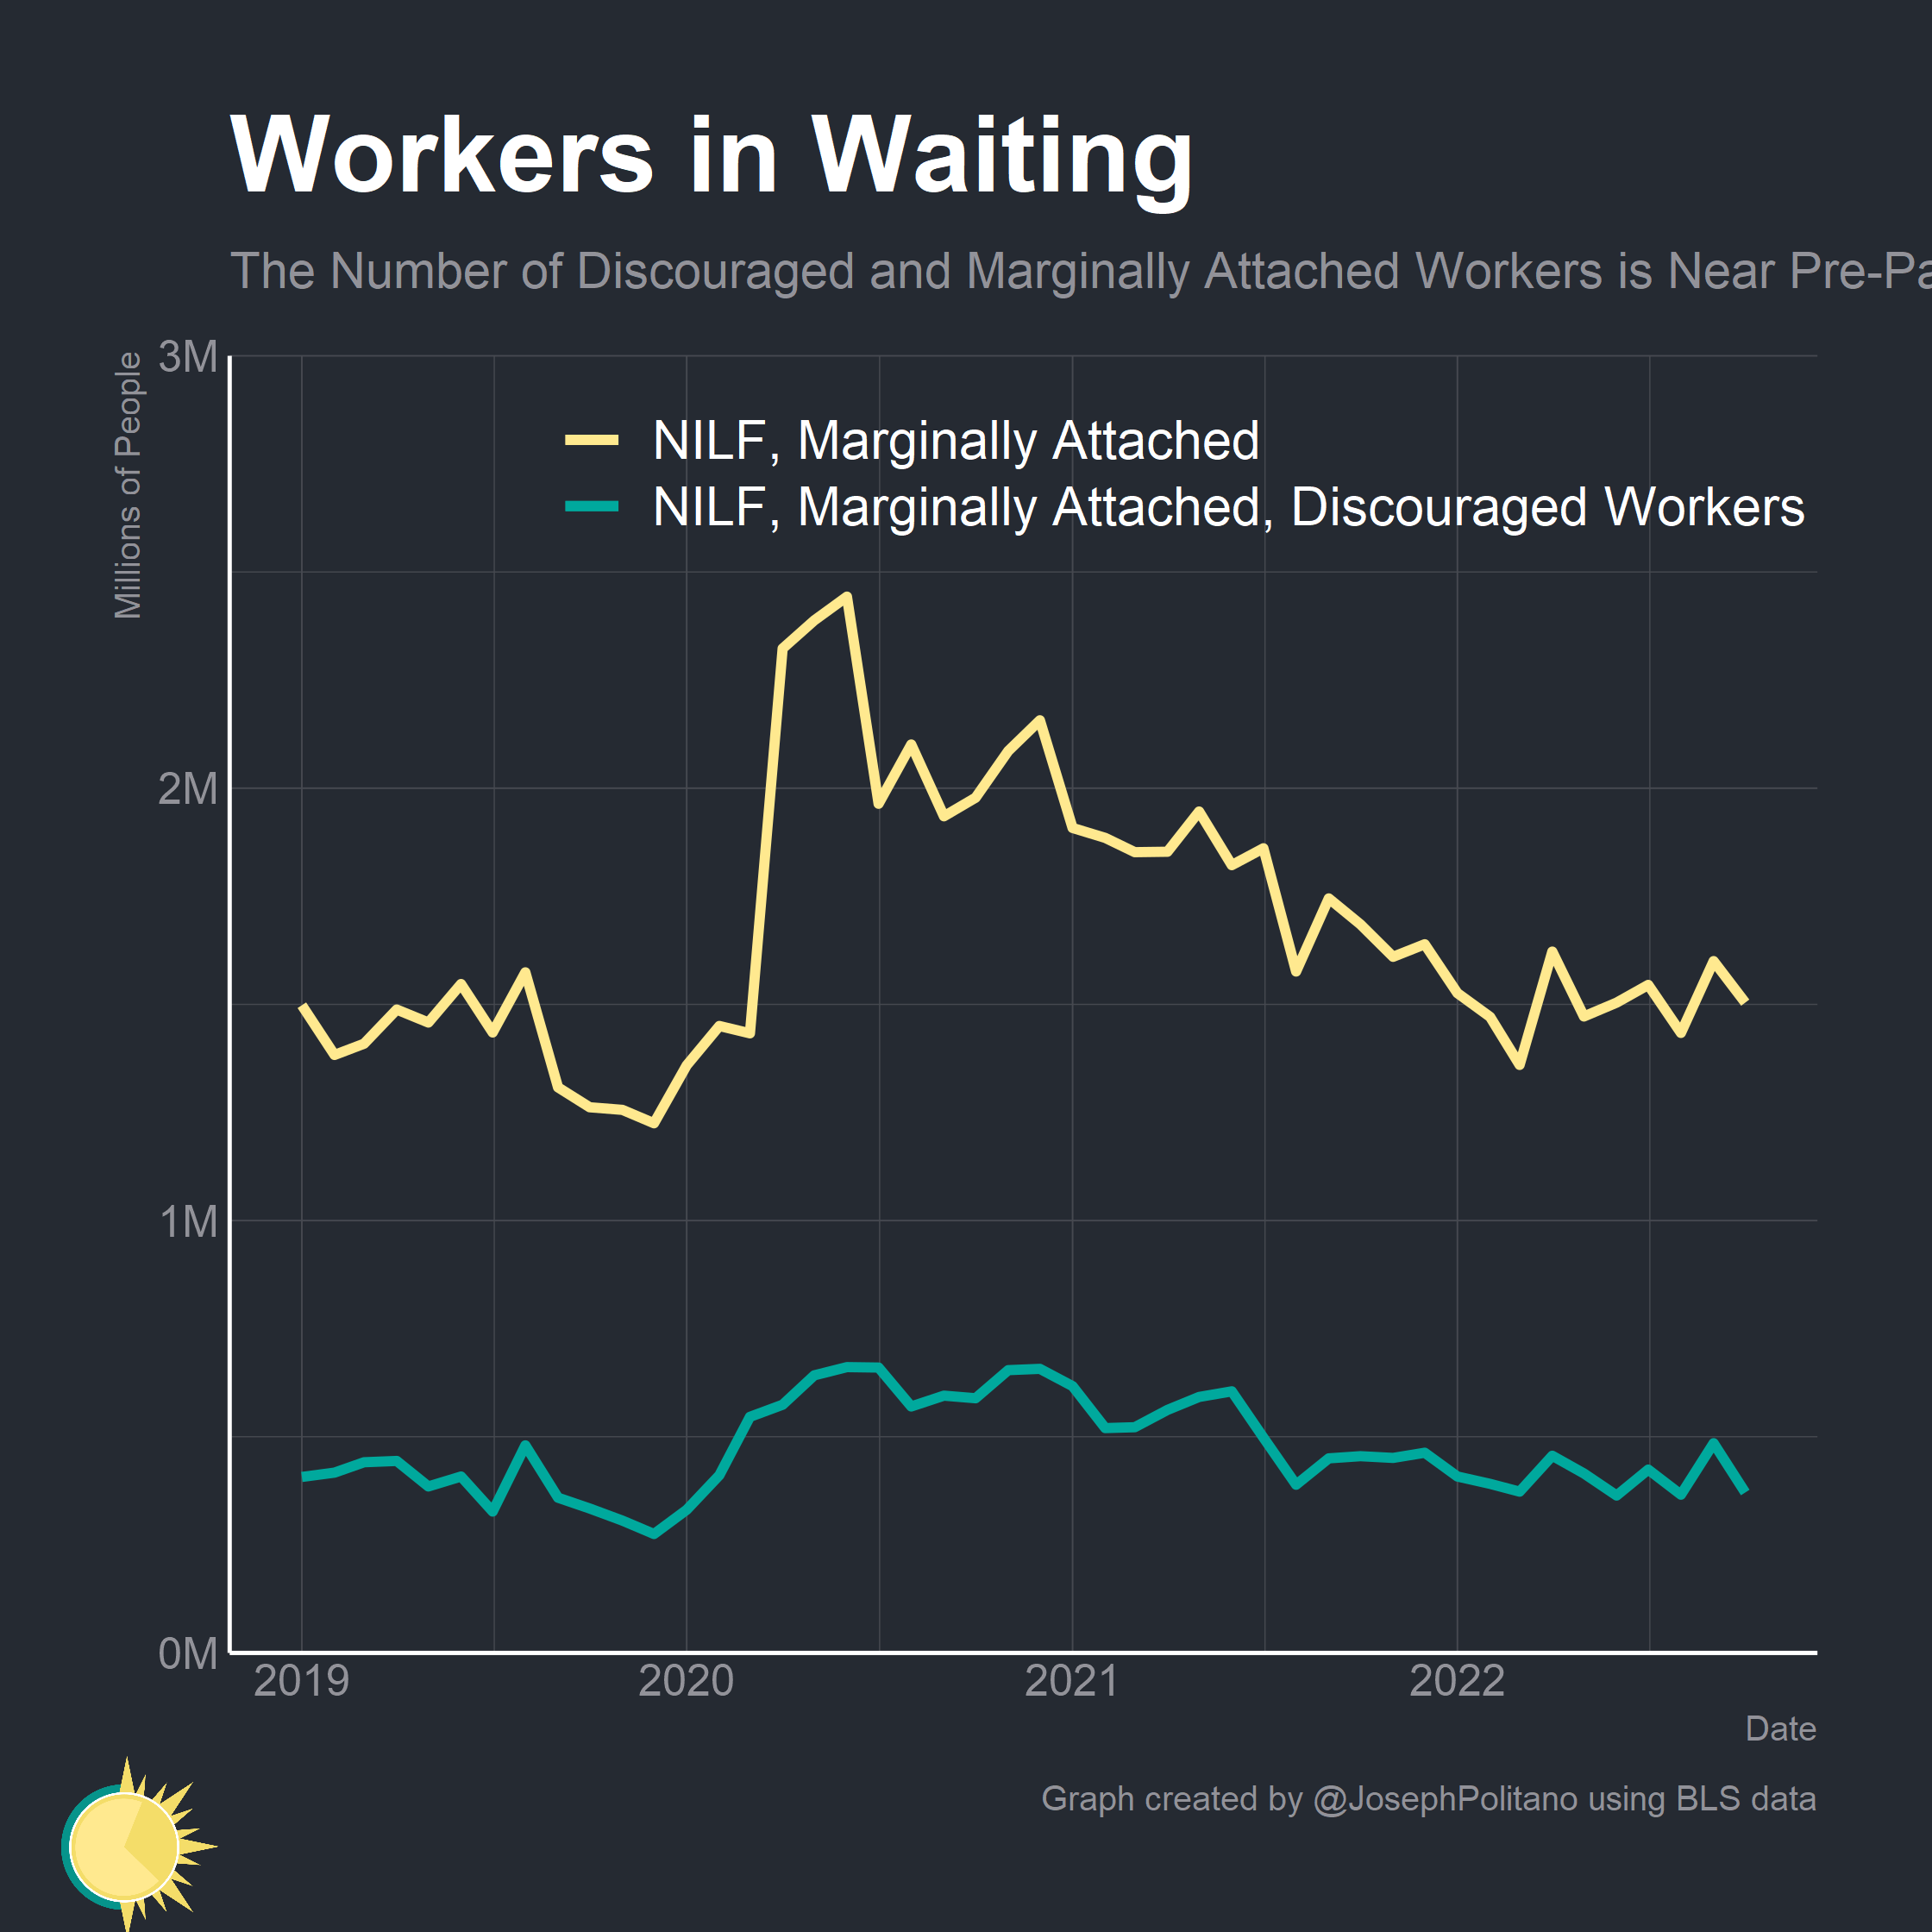 Workers in Waiting
The Number of Discouraged and Marginally Attached Workers is Near Pre-Pa
Millions of People
3M
NILF, Marginally Attached
NILF, Marginally Attached, Discouraged Workers
2M
1M
0M
2019 2020 2021 2022
Date
Graph created by @JosephPolitano using BLS data